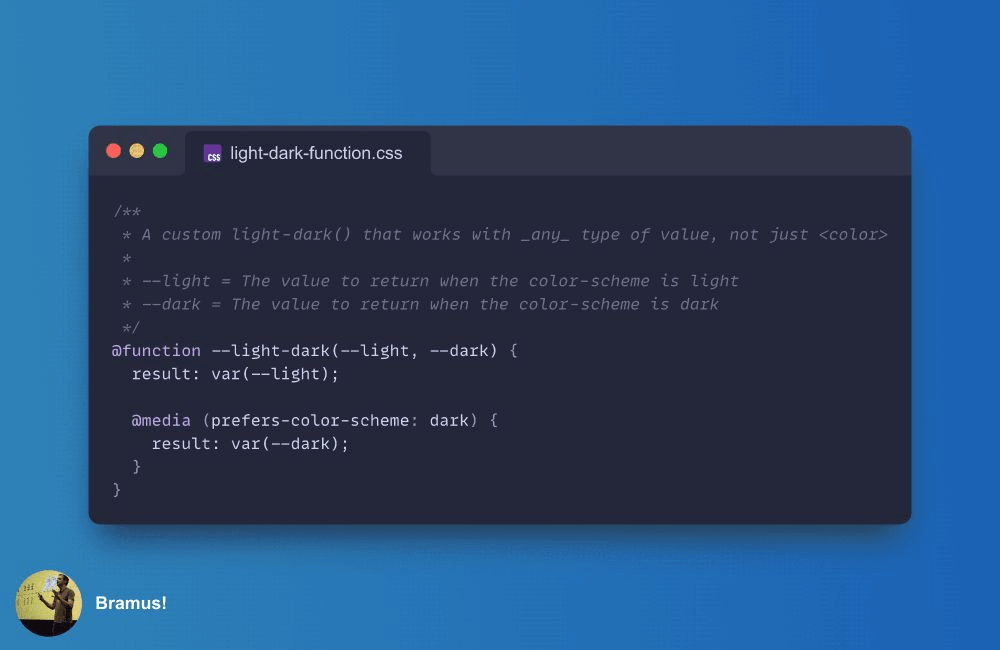 CSS
light-dark-function.css
/**
 * A custom light-dark() that works with _any_ type of value, not just <color>
 *
 * --light = The value to return when the color-scheme is light
 * --dark = The value to return when the color-scheme is dark
 */
@function --light-dark(--light, --dark) {
  result: var(--light);
  @media (prefers-color-scheme: dark) {
    result: var(--dark);
  }
}
Bramus!